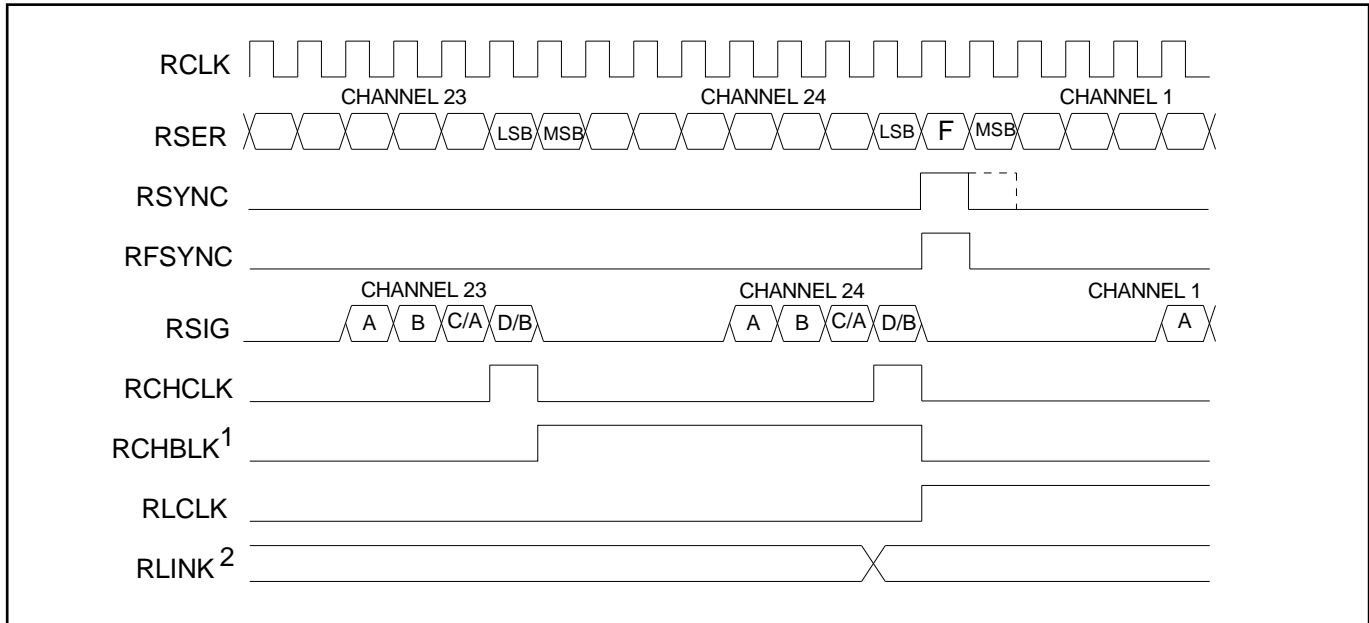 RCLK
CHANNEL 23 CHANNEL 24 CHANNEL 1
RSER LSB MSB LSB F MSB
RSYNC
RFSYNC
CHANNEL 23 CHANNEL 24 CHANNEL 1
RSIG A B C/A D/B A B C/A D/B A
RCHCLK
RCHBLK1
RLCLK
RLINK2